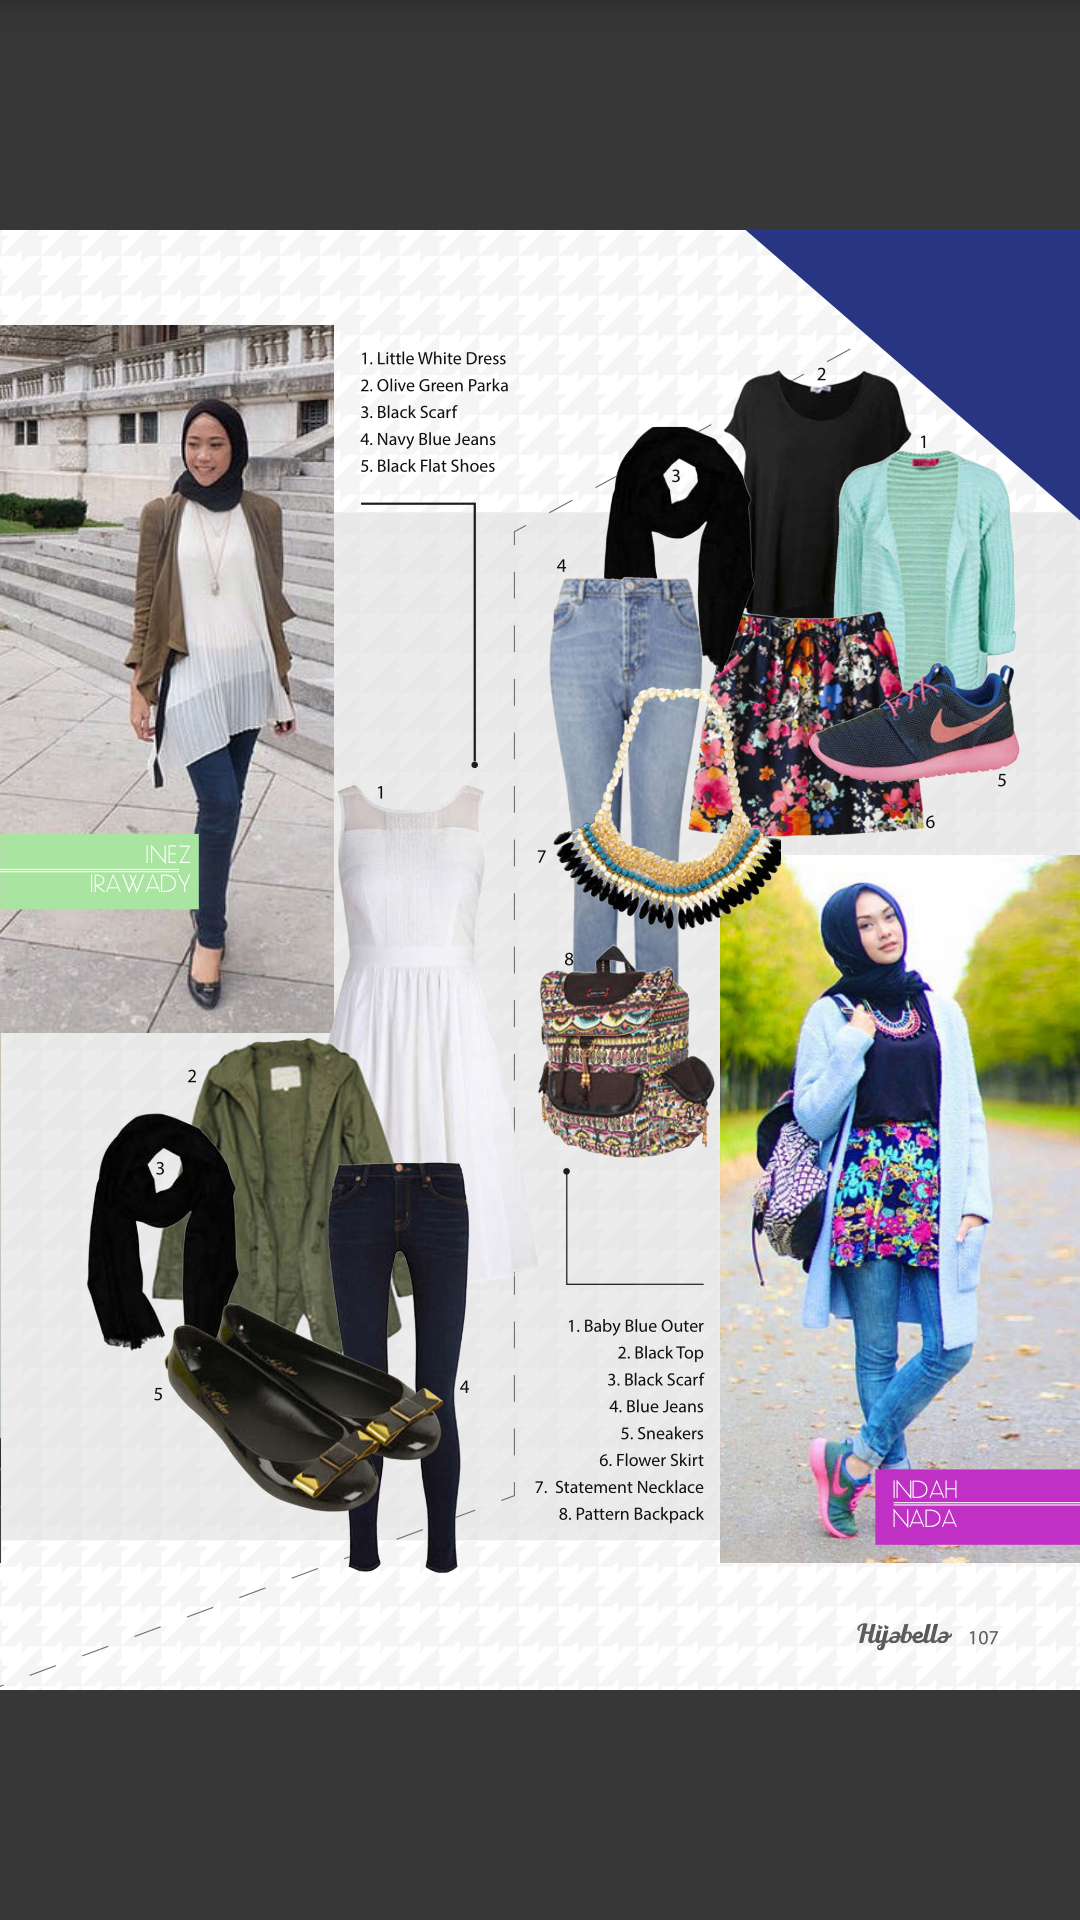 1. Little White Dress
2. Olive Green Parka
3. Black Scarf
4. Navy Blue Jeans
5. Black Flat Shoes
INEZ
IRAWADY
1
2
3
4
5
2
1
3
4
5
6
7
8
1. Baby Blue Outer
2. Black Top
3. Black Scarf
4. Blue Jeans
5. Sneakers
6. Flower Skirt
7. Statement Necklace
8. Pattern Backpack
INDAH
NADA
Hijabella 107